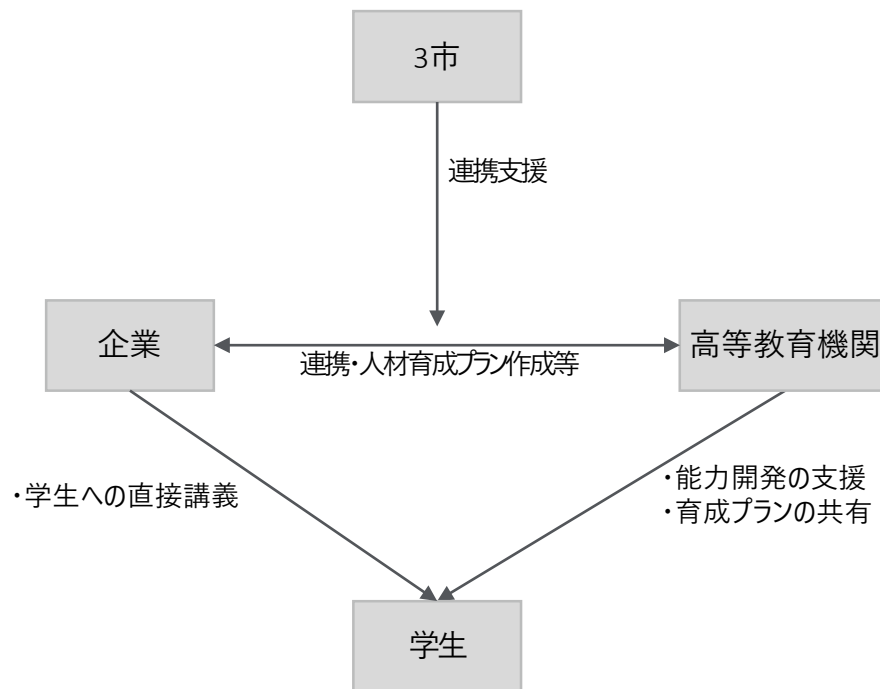 3市
連携支援
企業
高等教育機関
連携・人材育成プラン作成等
・学生への直接講義
・能力開発の支援
・育成プランの共有
学生